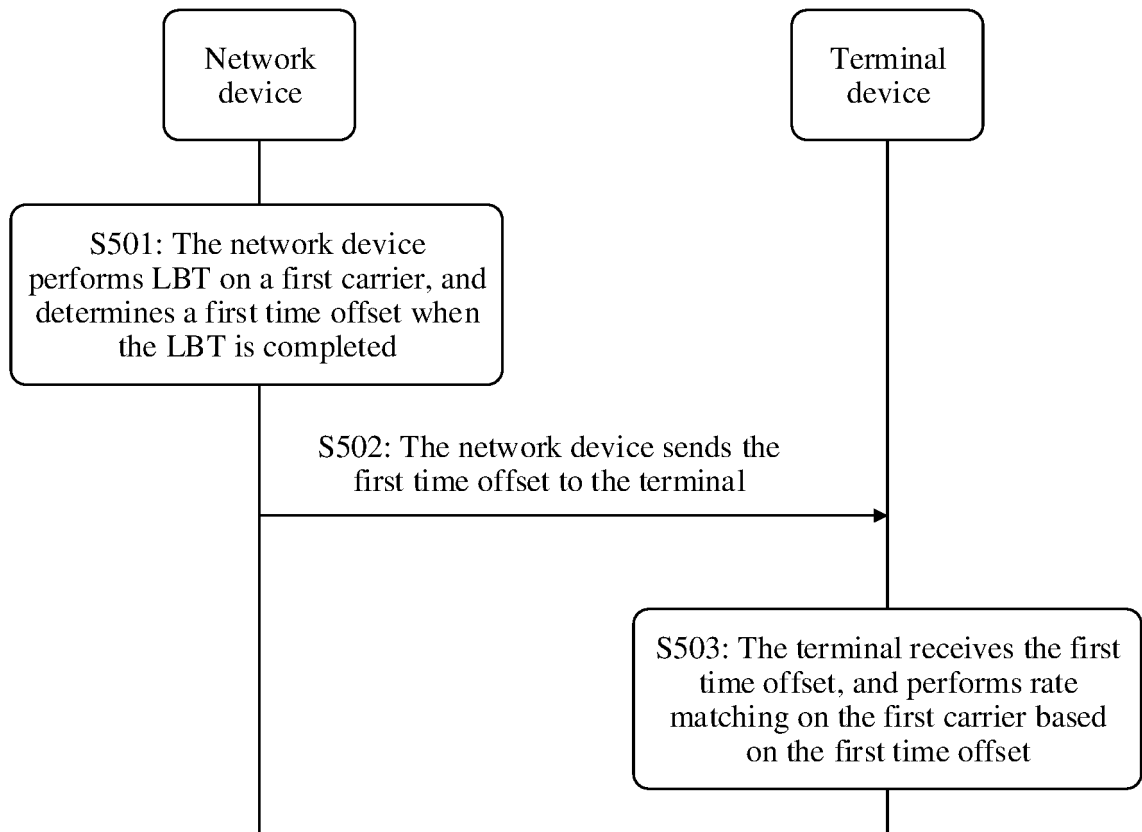 Network
device
Terminal
device
S501: The network device
performs LBT on a first carrier, and
determines a first time offset when
the LBT is completed
S502: The network device sends the
first time offset to the terminal
S503: The terminal receives the first
time offset, and performs rate
matching on the first carrier based
on the first time offset